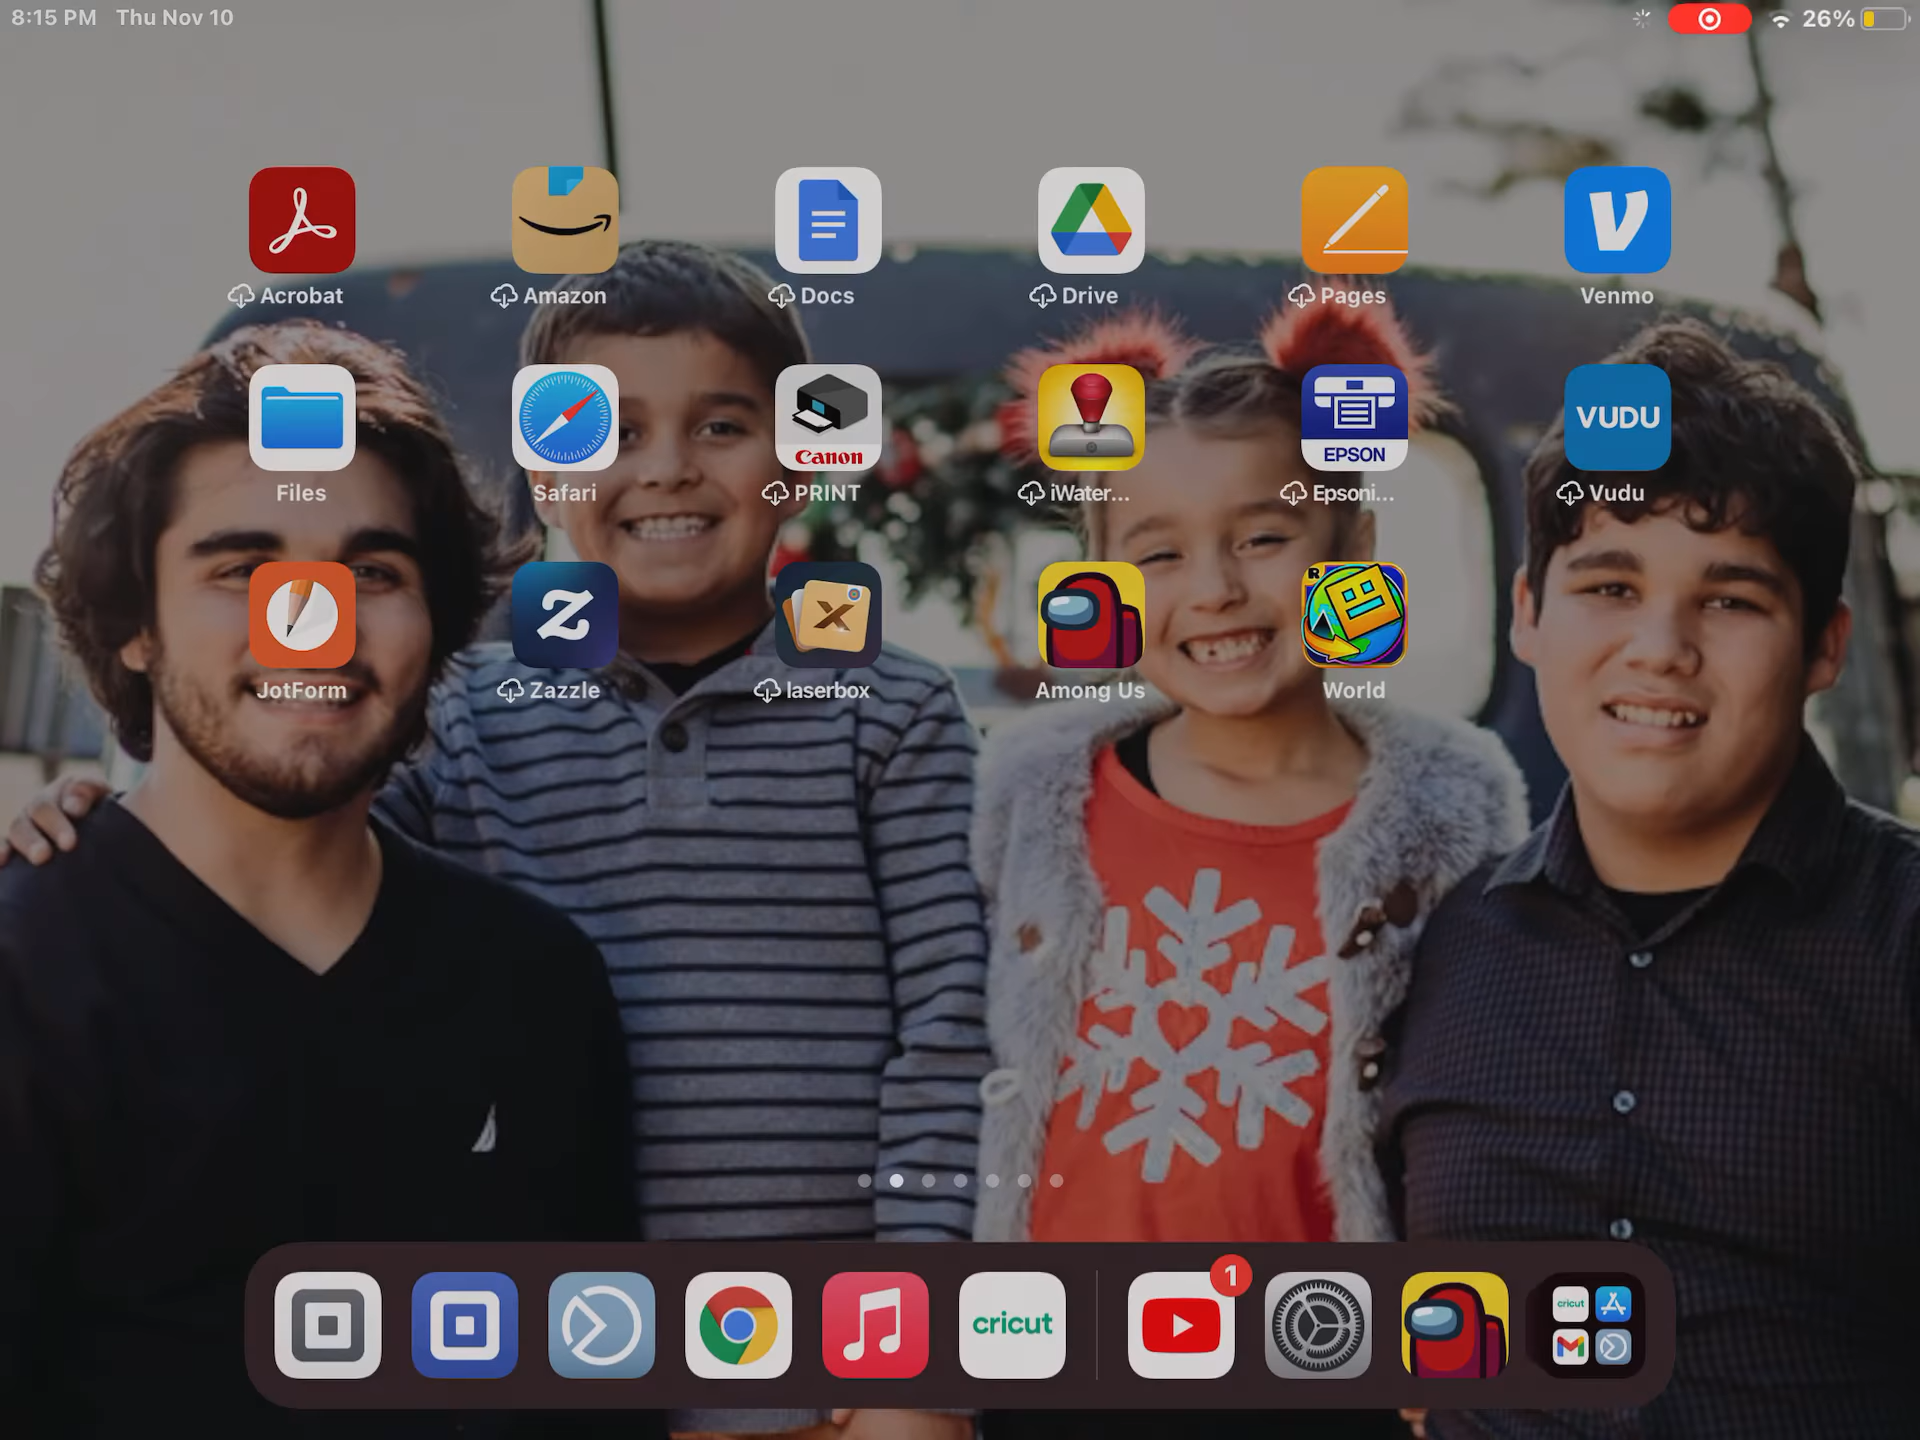 8:15 PM Thu Nov 10
26%
Acrobat
Amazon
Docs
Drive
Pages
Venmo
VUDU
Canon
EPSON
Files
Safari
PRINT
iWater...
Epsoni...
Vudu
R
JotForm
Zazzle
laserbox
Among Us
World
1
cricut
cricut